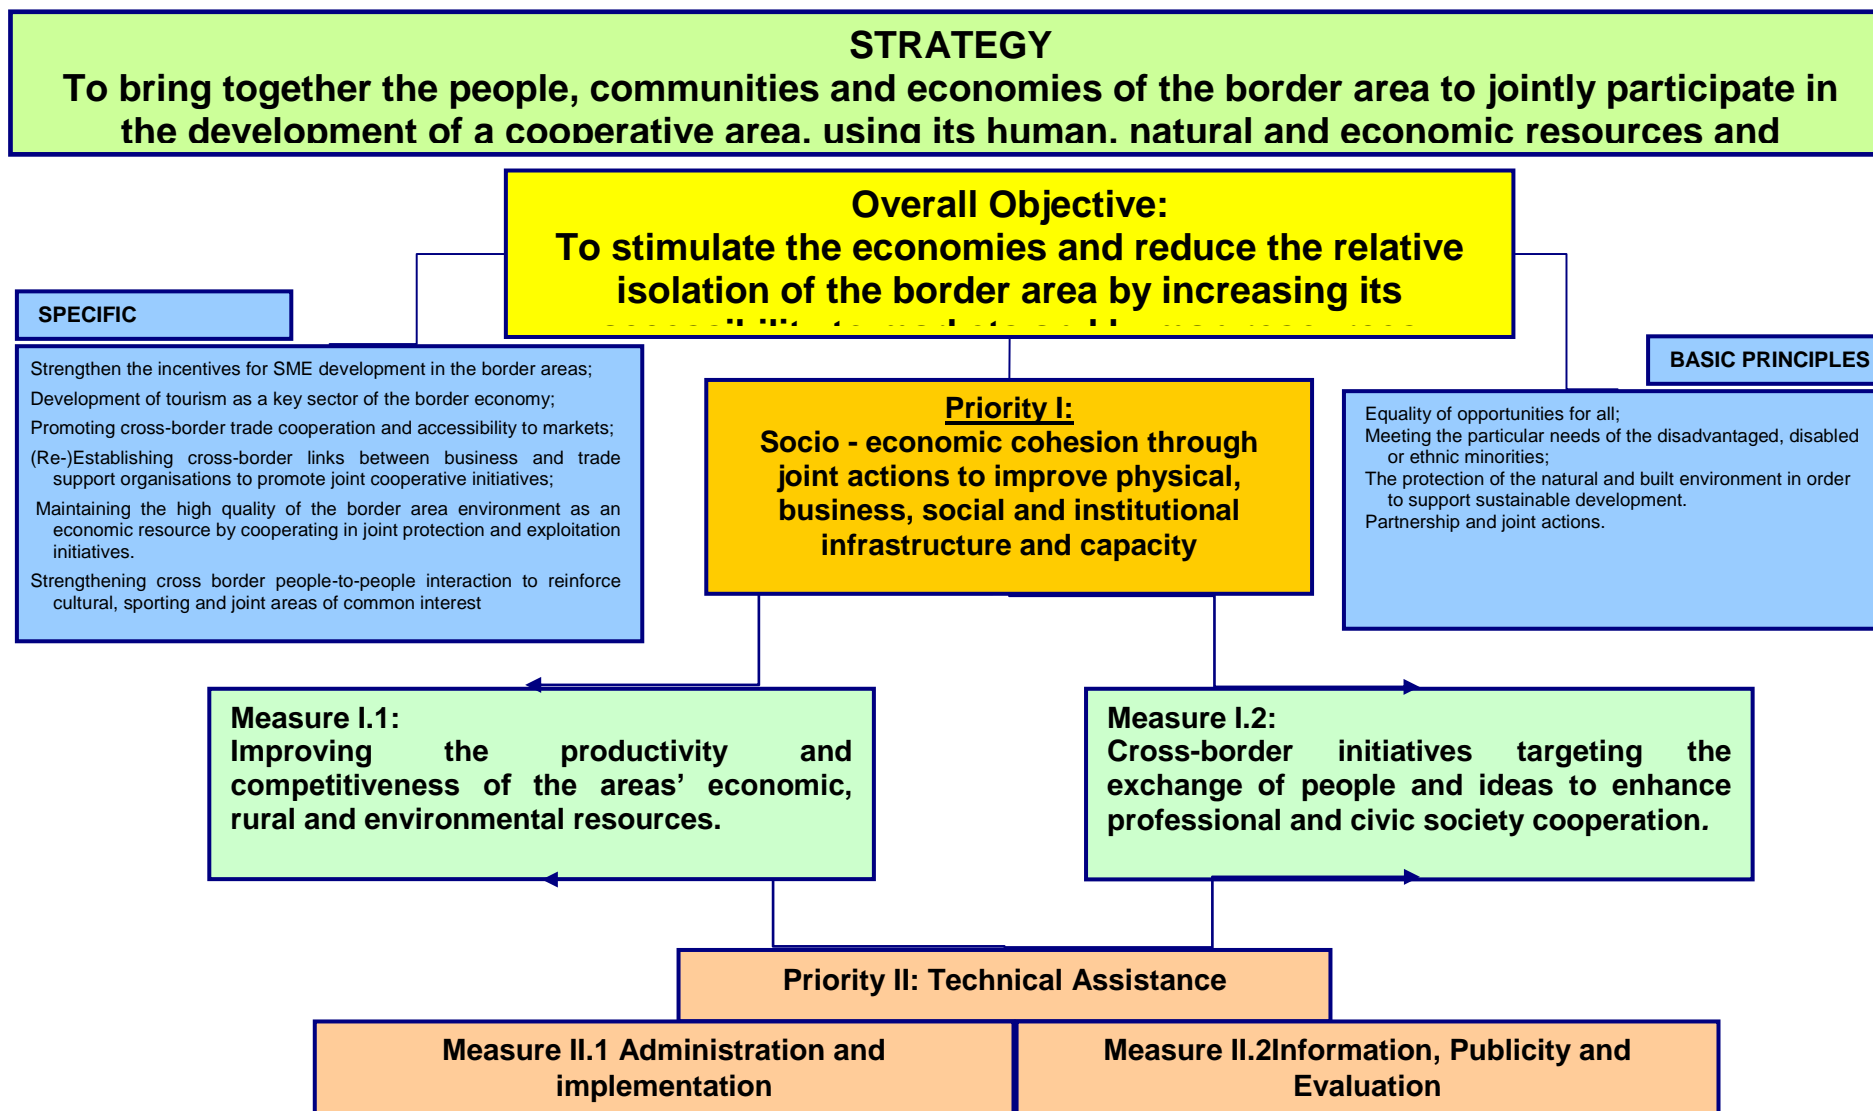 STRATEGY
To bring together the people, communities and economies of the border area to jointly participate in
the development of a cooperative area, using its human, natural and economic resources and
Overall Objective:
To stimulate the economies and reduce the relative
isolation of the border area by increasing its
accessibility to markets and human resources
SPECIFIC
Strengthen the incentives for SME development in the border areas;
Development of tourism as a key sector of the border economy;
Promoting cross-border trade cooperation and accessibility to markets;
(Re-)Establishing cross-border links between business and trade
support organisations to promote joint cooperative initiatives;
Maintaining the high quality of the border area environment as an
economic resource by cooperating in joint protection and exploitation
initiatives.
Strengthening cross border people-to-people interaction to reinforce
cultural, sporting and joint areas of common interest
Priority I:
Socio - economic cohesion through
joint actions to improve physical,
business, social and institutional
infrastructure and capacity
BASIC PRINCIPLES
Equality of opportunities for all;
Meeting the particular needs of the disadvantaged, disabled
or ethnic minorities;
The protection of the natural and built environment in order
to support sustainable development.
Partnership and joint actions.
Measure I.1:
Improving the productivity and
competitiveness of the areas’ economic,
rural and environmental resources.
Measure I.2:
Cross-border initiatives targeting the
exchange of people and ideas to enhance
professional and civic society cooperation.
Priority II: Technical Assistance
Measure II.1 Administration and
implementation
Measure II.2Information, Publicity and
Evaluation